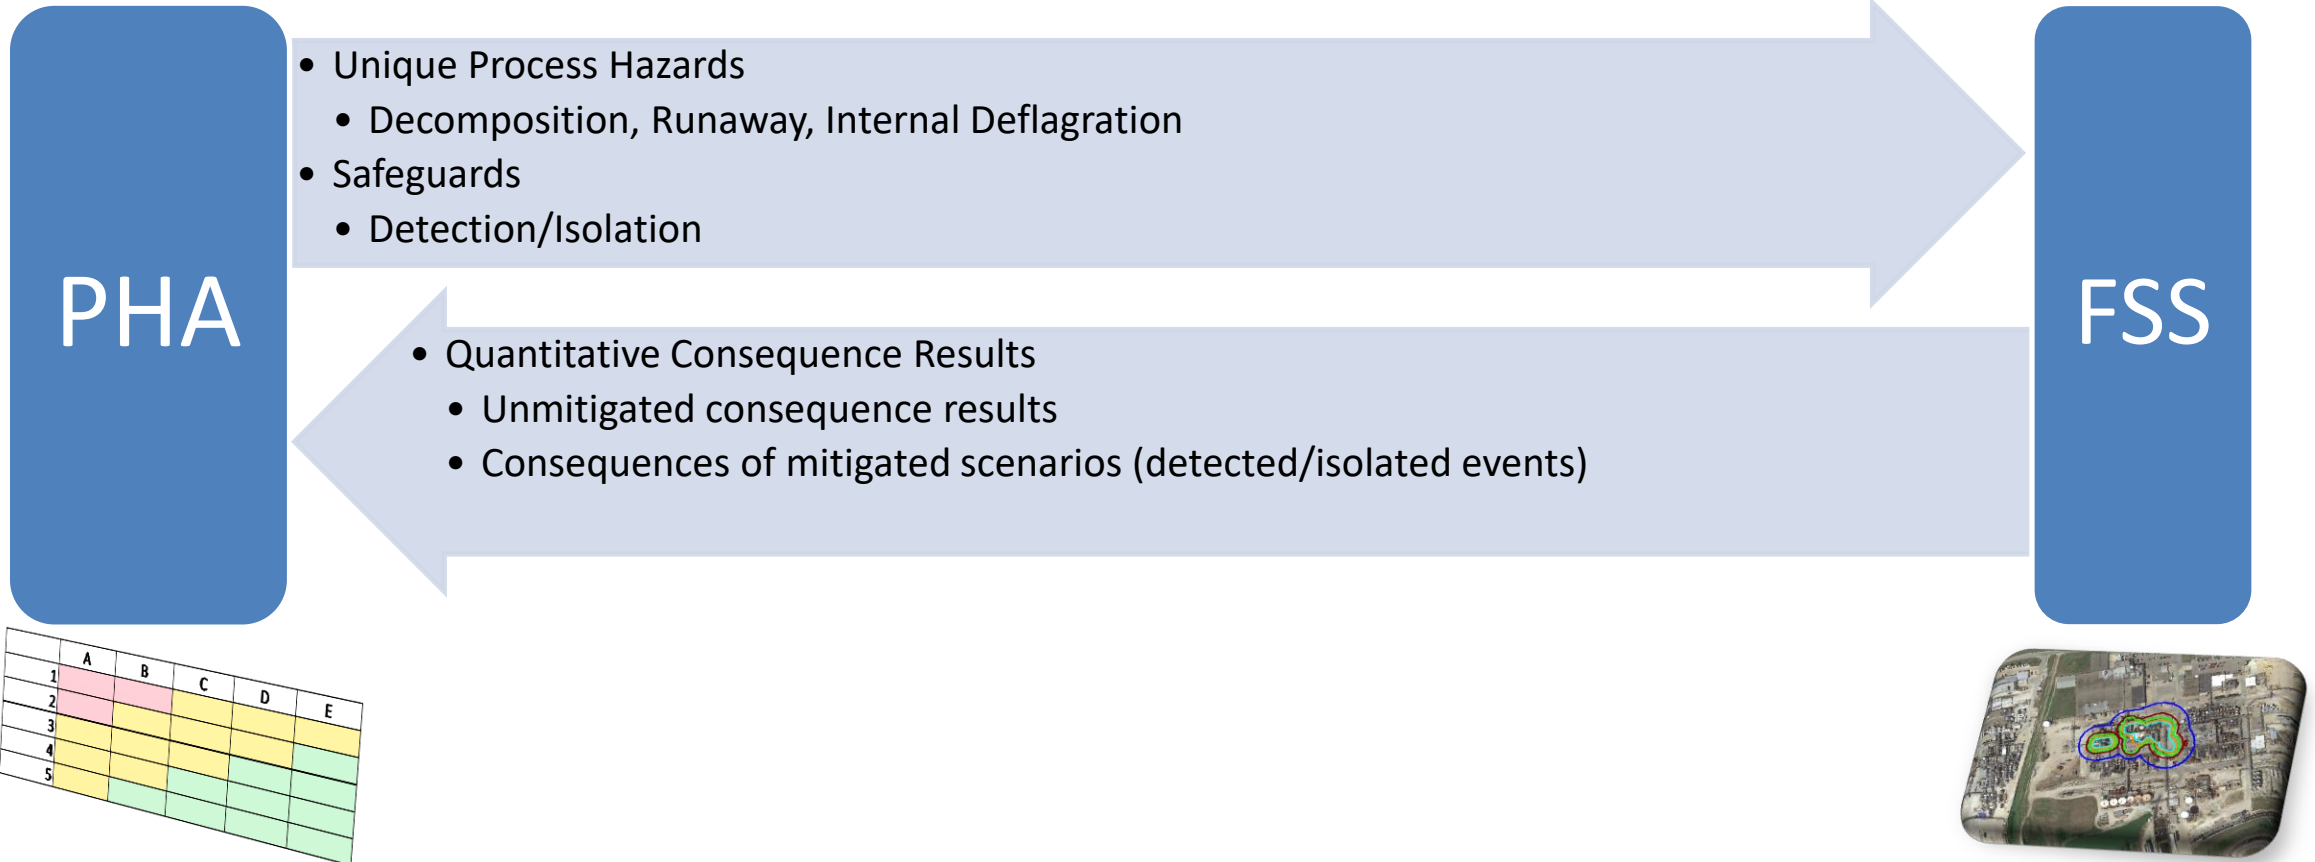 PHA
• Unique Process Hazards
• Decomposition, Runaway, Internal Deflagration
• Safeguards
• Detection/Isolation
• Quantitative Consequence Results
• Unmitigated consequence results
• Consequences of mitigated scenarios (detected/isolated events)
FSS
A B C D E
1
2
3
4
5